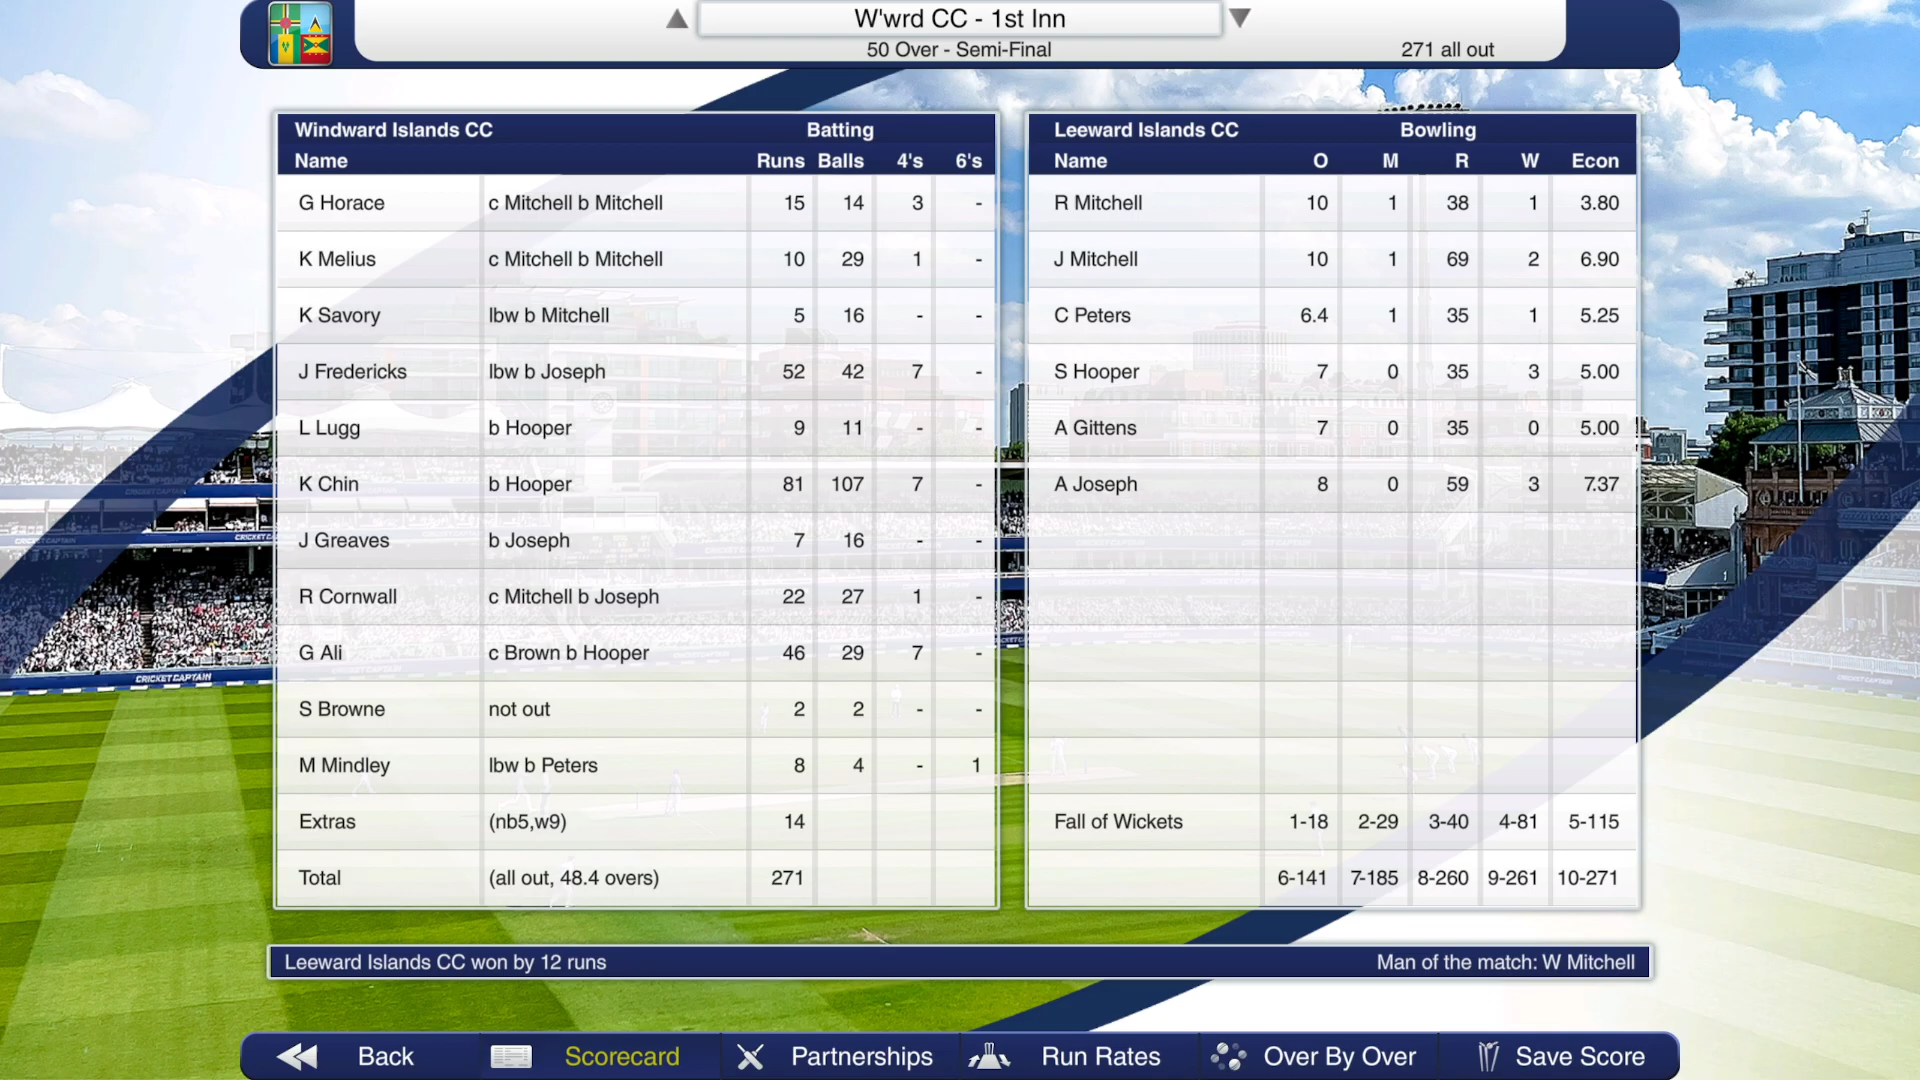 W'wrd CC - 1st Inn
50 Over - Semi-Final 271 all out
Windward Islands CC Batting
Name Runs Balls 4's 6's
G Horace c Mitchell b Mitchell 15 14 3 -
K Melius c Mitchell b Mitchell 10 29 1 -
K Savory lbw b Mitchell 5 16 - -
J Fredericks lbw b Joseph 52 42 7 -
L Lugg b Hooper 9 11 - -
K Chin b Hooper 81 107 7 -
J Greaves b Joseph 7 16 - -
R Cornwall c Mitchell b Joseph 22 27 1 -
G Ali c Brown b Hooper 46 29 7 -
S Browne not out 2 2 - -
M Mindley lbw b Peters 8 4 - 1
Extras (nb5,w9) 14
Total (all out, 48.4 overs) 271
Leeward Islands CC Bowling
Name O M R W Econ
R Mitchell 10 1 38 1 3.80
J Mitchell 10 1 69 2 6.90
C Peters 6.4 1 35 1 5.25
S Hooper 7 0 35 3 5.00
A Gittens 7 0 35 0 5.00
A Joseph 8 0 59 3 7.37
Fall of Wickets 1-18 2-29 3-40 4-81 5-115
6-141 7-185 8-260 9-261 10-271
CRICKET CAPTAIN
Leeward Islands CC won by 12 runs Man of the match: W Mitchell
Back Scorecard Partnerships Run Rates Over By Over Save Score